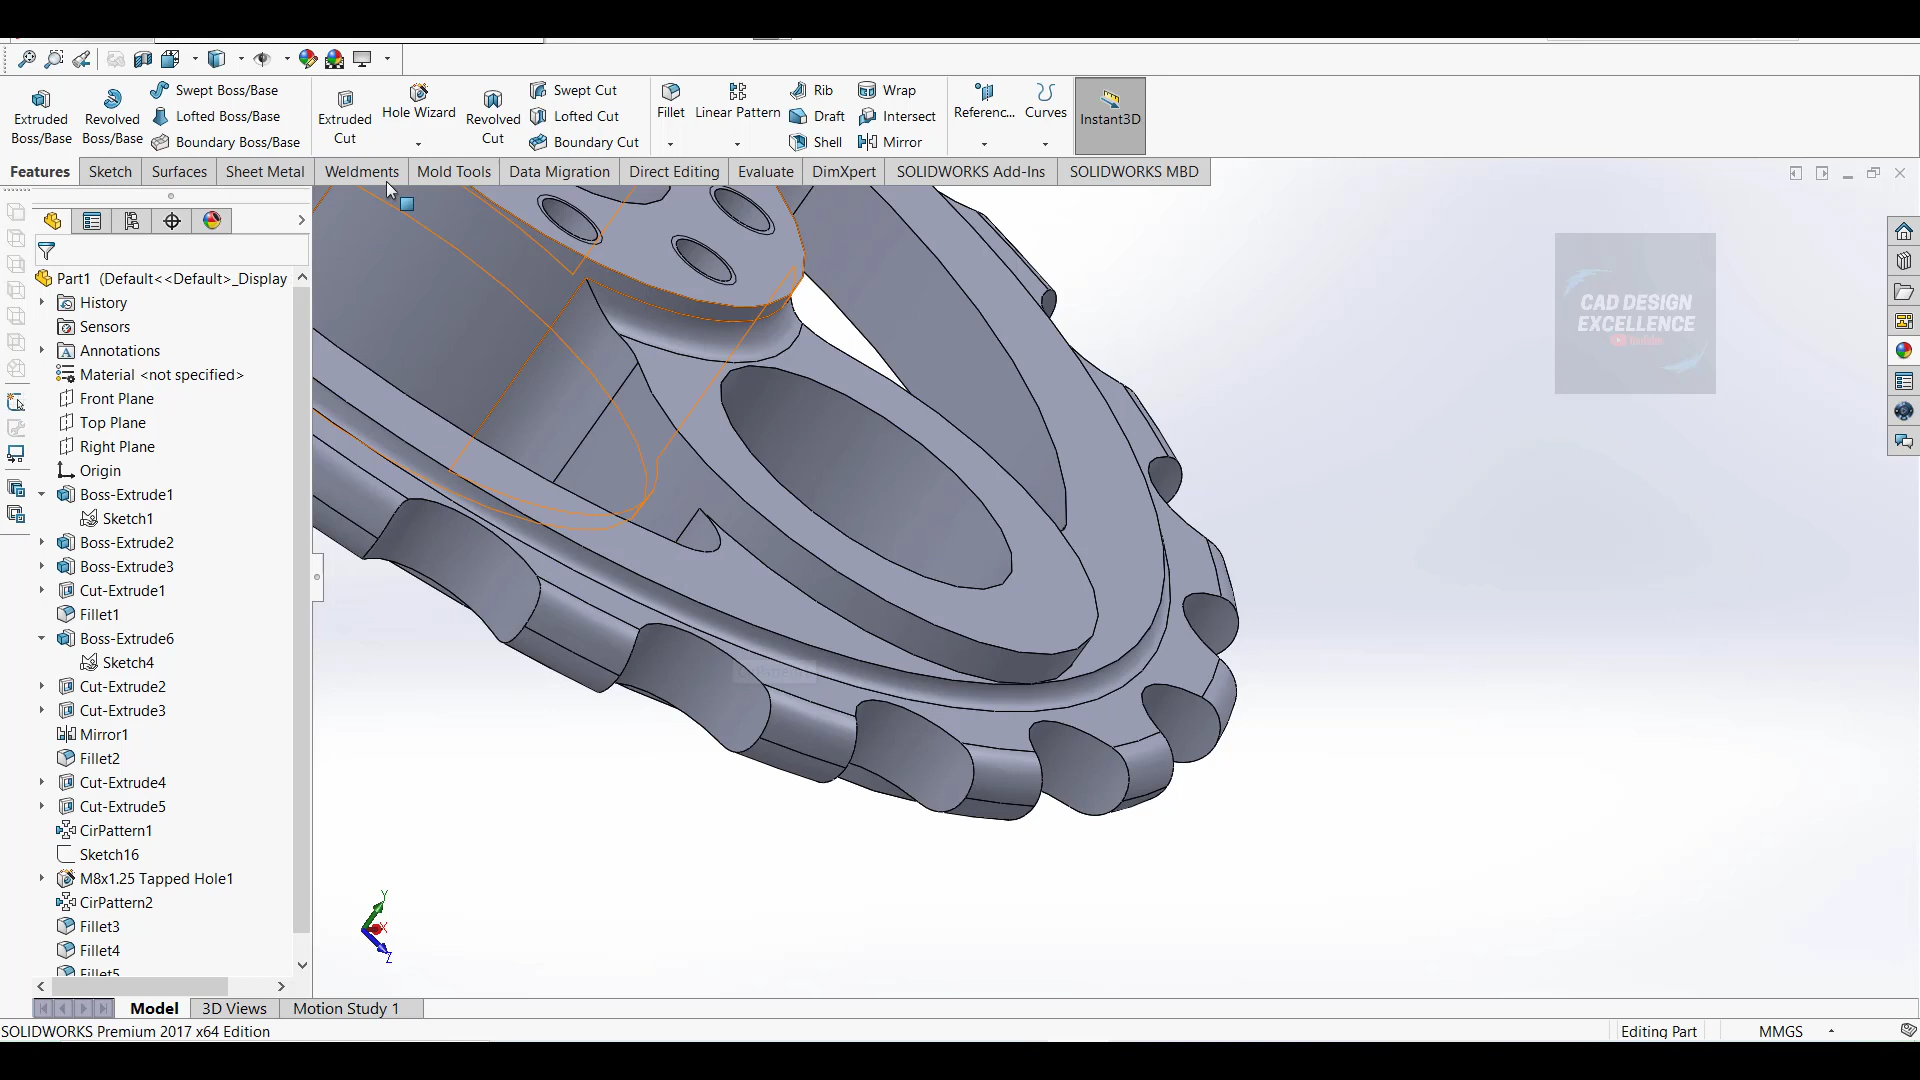 Extruded Boss/Base
Revolved Boss/Base
Swept Boss/Base
Lofted Boss/Base
Boundary Boss/Base
Extruded Cut
Hole Wizard
Revolved Cut
Swept Cut
Lofted Cut
Boundary Cut
Fillet
Linear Pattern
Rib
Draft
Shell
Wrap
Intersect
Mirror
Referenc...
Curves
Instant3D
Features
Sketch
Surfaces
Sheet Metal
Weldments
Mold Tools
Data Migration
Direct Editing
Evaluate
DimXpert
SOLIDWORKS Add-Ins
SOLIDWORKS MBD
Part1 (Default<<Default>_Display
History
Sensors
Annotations
Material <not specified>
Front Plane
Top Plane
Right Plane
Origin
Boss-Extrude1
Sketch1
Boss-Extrude2
Boss-Extrude3
Cut-Extrude1
Fillet1
Boss-Extrude6
Sketch4
Cut-Extrude2
Cut-Extrude3
Mirror1
Fillet2
Cut-Extrude4
Cut-Extrude5
CirPattern1
Sketch16
M8x1.25 Tapped Hole1
CirPattern2
Fillet3
Fillet4
Fillet5
CAD DESIGN
EXCELLENCE
Y
X
Z
Model
3D Views
Motion Study 1
SOLIDWORKS Premium 2017 x64 Edition
Editing Part
MMGS